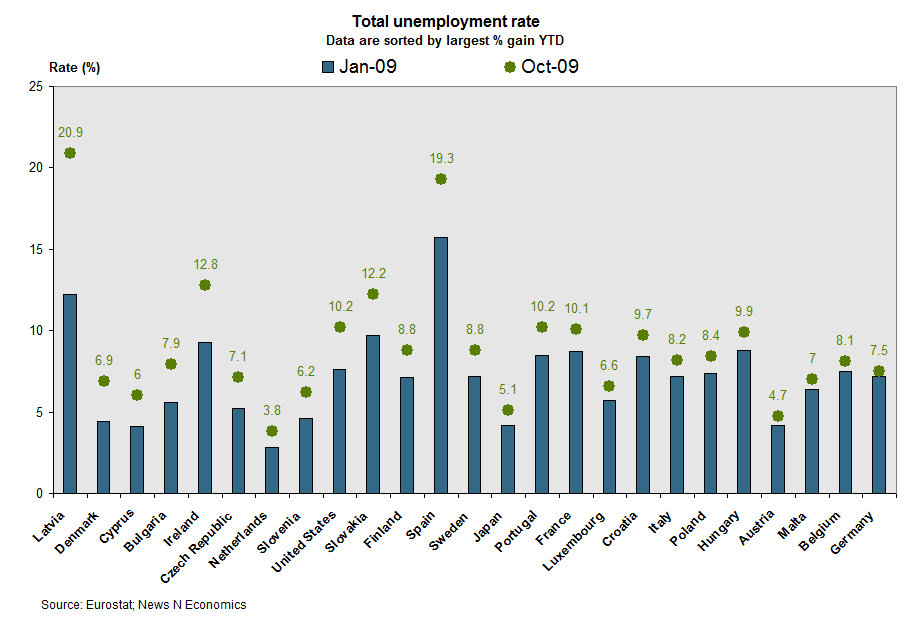 Total unemployment rate
Data are sorted by largest % gain YTD
Rate (%)
Jan-09 Oct-09
25
20
15
10
5
0
20.9
6.9
6
7.9
12.8
7.1
3.8
6.2
10.2
12.2
8.8
19.3
8.8
5.1
10.2
10.1
6.6
9.7
8.2
8.4
9.9
4.7
7
8.1
7.5
Latvia
Denmark
Cyprus
Bulgaria
Ireland
Czech Republic
Netherlands
Slovenia
United States
Slovakia
Finland
Spain
Sweden
Japan
Portugal
France
Luxembourg
Croatia
Italy
Poland
Hungary
Austria
Malta
Belgium
Germany
Source: Eurostat; News N Economics